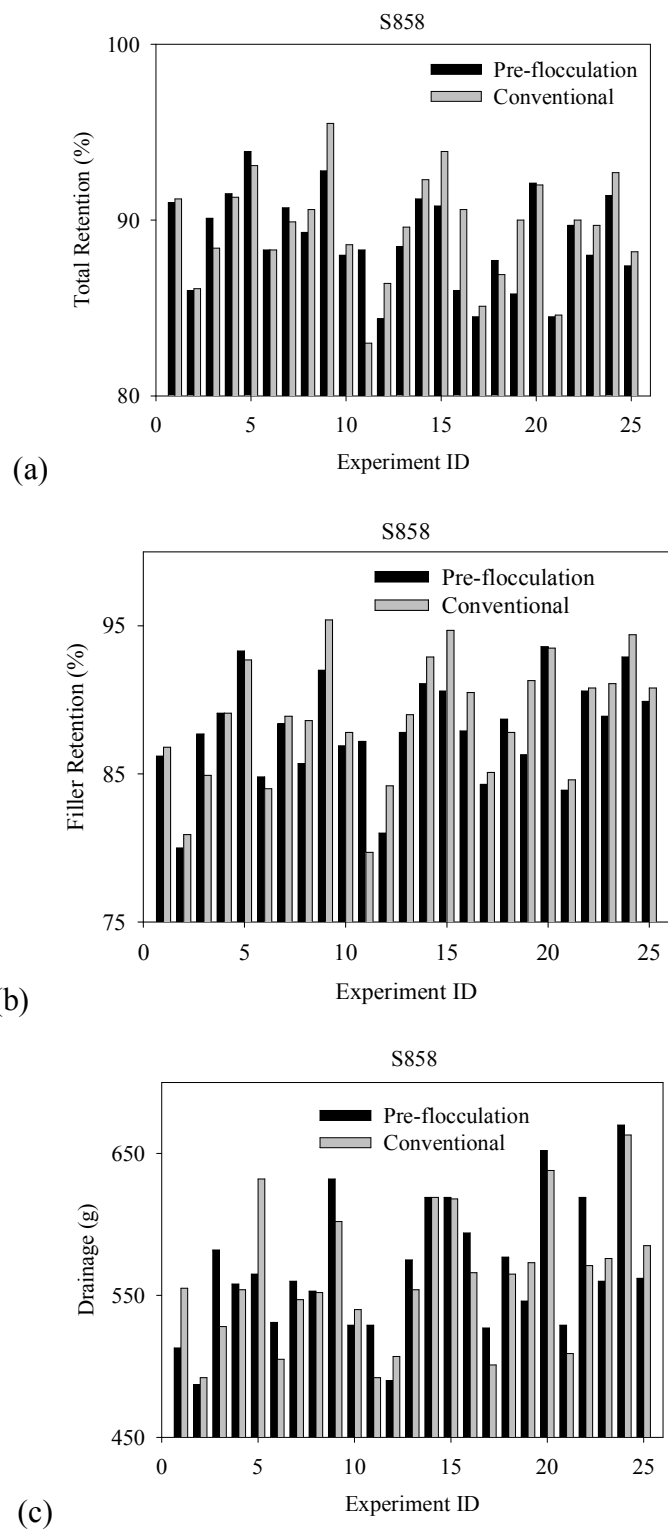 S858
100
Pre-flocculation
Conventional
90
Total Retention (%)
80
0 5 10 15 20 25
Experiment ID
(a)
S858
Pre-flocculation
Conventional
95
85
Filler Retention (%)
75
0 5 10 15 20 25
Experiment ID
(b)
S858
Pre-flocculation
Conventional
650
550
Drainage (g)
450
0 5 10 15 20 25
Experiment ID
(c)